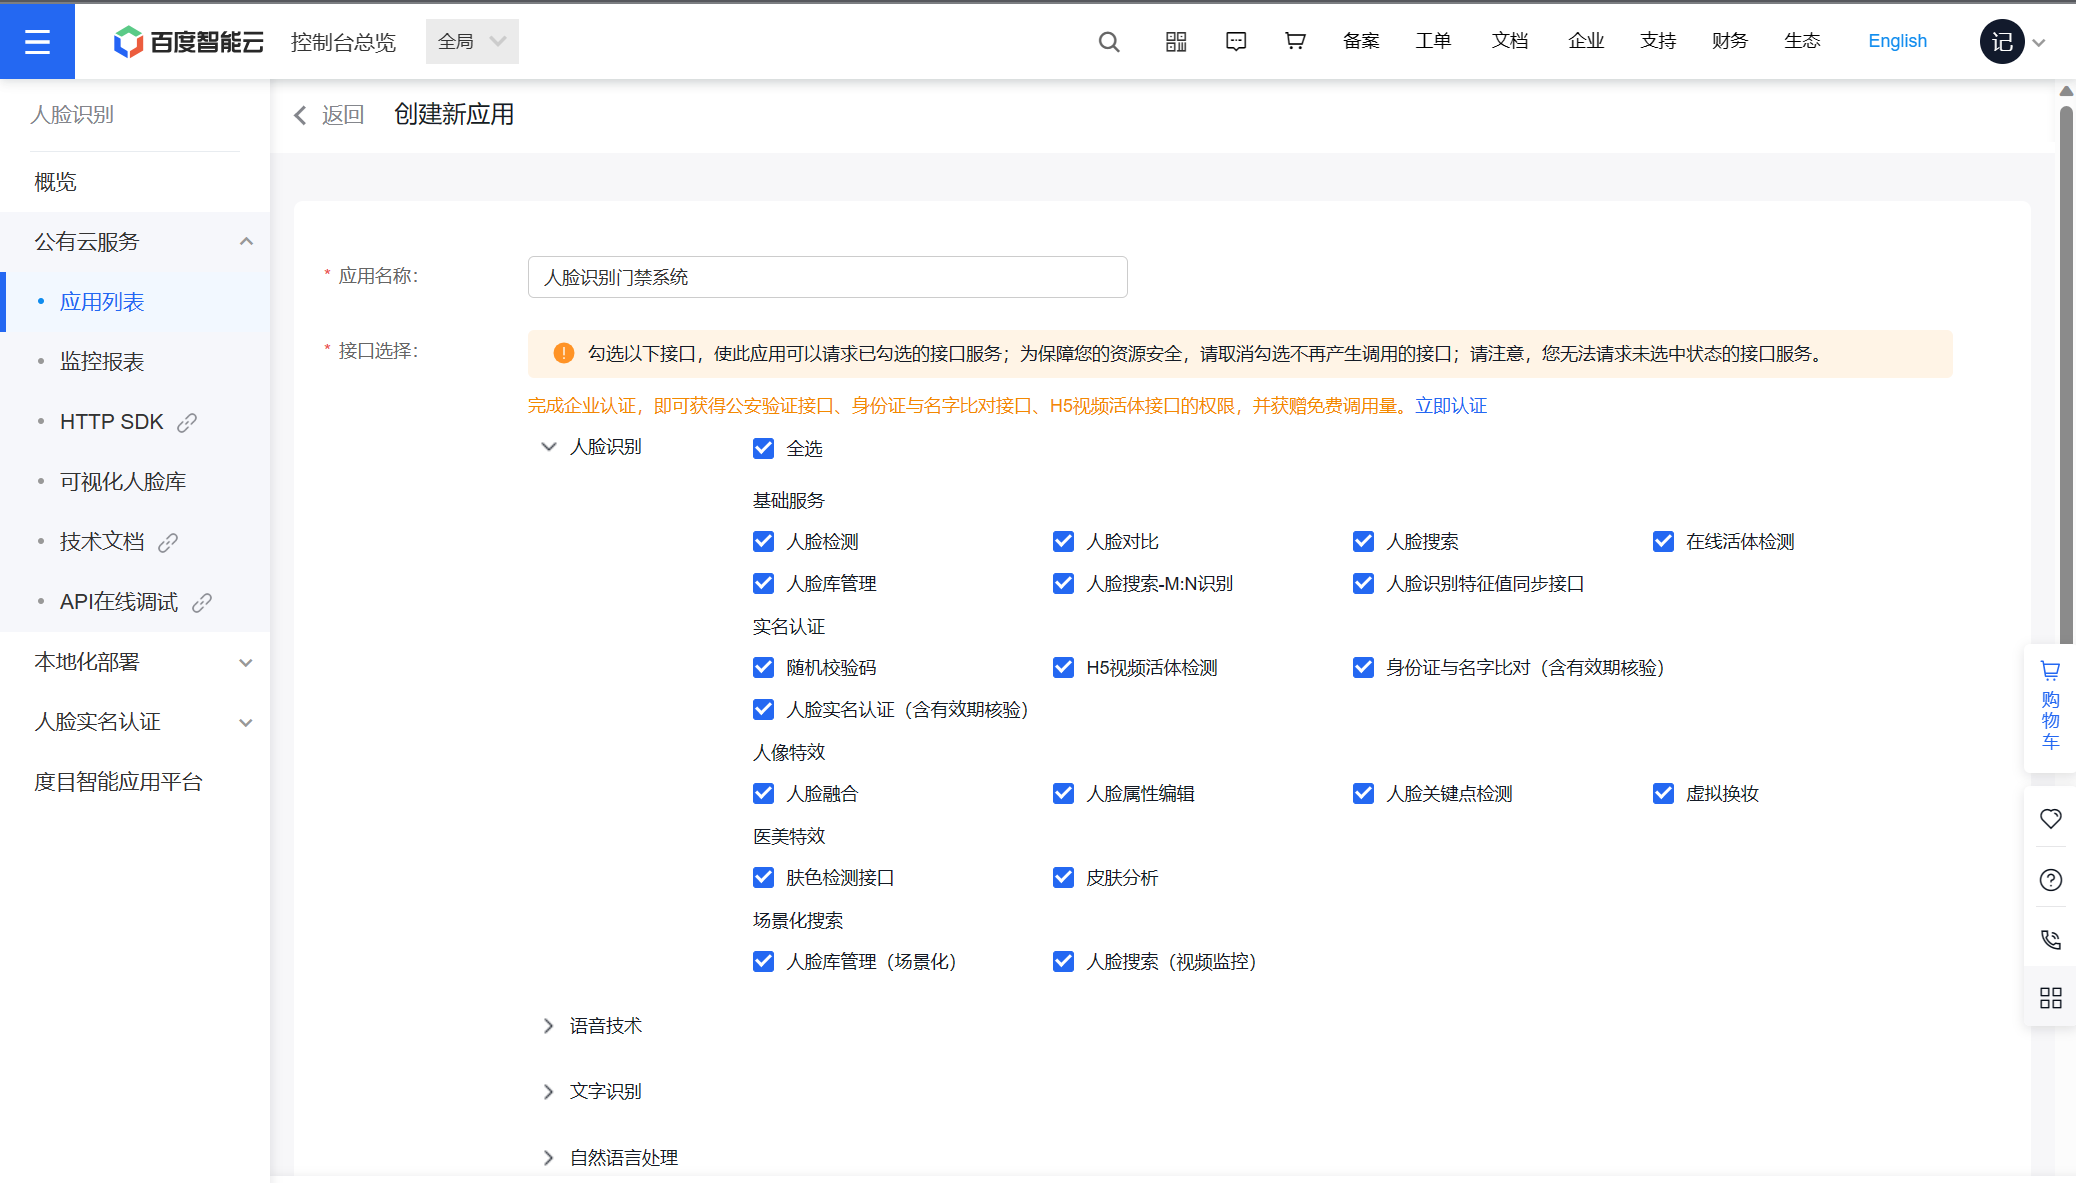 百度智能云 控制台总览 全局 备案 工单 文档 企业 支持 财务 生态 English 记
人脸识别
概览
公有云服务
应用列表
监控报表
HTTP SDK
可视化人脸库
技术文档
API在线调试
本地化部署
人脸实名认证
度目智能应用平台
返回 创建新应用
* 应用名称: 人脸识别门禁系统
* 接口选择: 勾选以下接口，使此应用可以请求已勾选的接口服务；为保障您的资源安全，请取消勾选不再产生调用的接口；请注意，您无法请求未选中状态的接口服务。
完成企业认证，即可获得公安验证接口、身份证与名字比对接口、H5视频活体接口的权限，并获赠免费调用量。立即认证
人脸识别 全选
基础服务
人脸检测 人脸对比 人脸搜索 在线活体检测
人脸库管理 人脸搜索-M:N识别 人脸识别特征值同步接口
实名认证
随机校验码 H5视频活体检测 身份证与名字比对（含有效期核验）
人脸实名认证（含有效期核验）
人像特效
人脸融合 人脸属性编辑 人脸关键点检测 虚拟换妆
医美特效
肤色检测接口 皮肤分析
场景化搜索
人脸库管理（场景化） 人脸搜索（视频监控）
语音技术
文字识别
自然语言处理
购
物
车